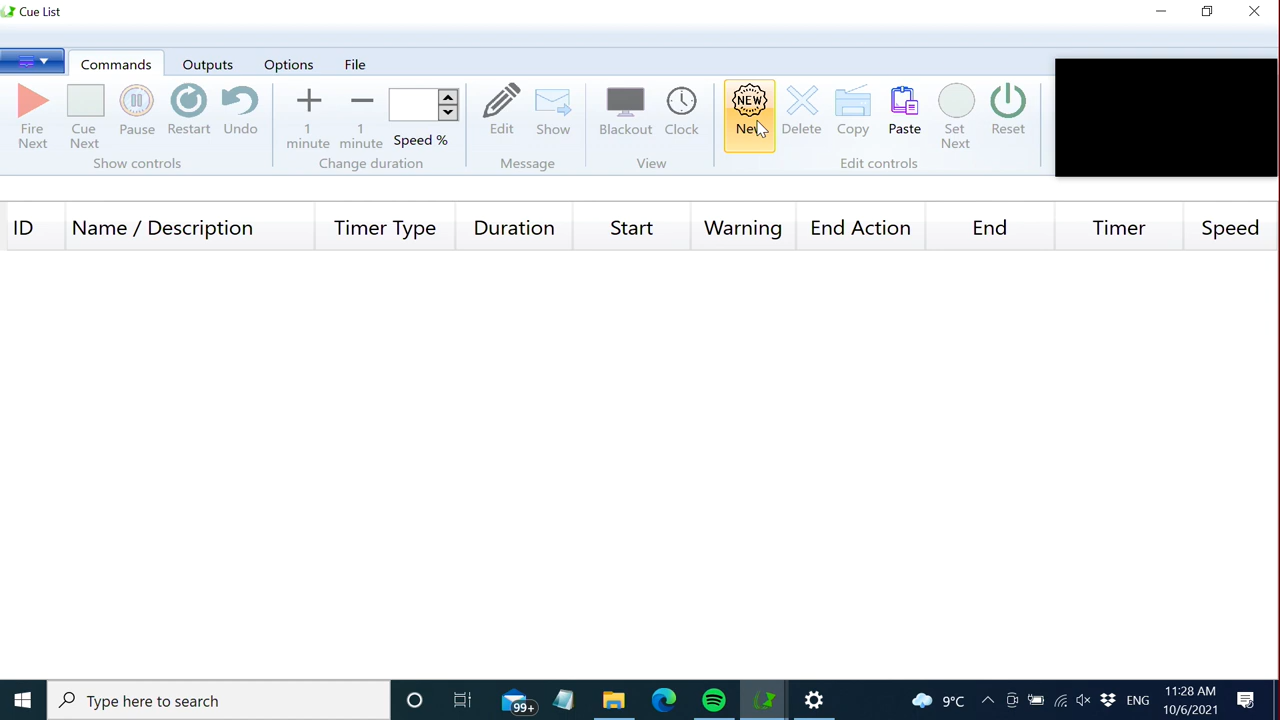 Cue List
Commands Outputs Options File
Fire Next
Cue Next
Pause
Restart
Undo
Show controls
1 minute
1 minute
Speed %
Change duration
Edit
Show
Message
Blackout
Clock
View
NEW
New
Delete
Copy
Paste
Set Next
Reset
Edit controls
ID Name / Description Timer Type Duration Start Warning End Action End Timer Speed
Type here to search
99+
9°C
ENG
11:28 AM
10/6/2021